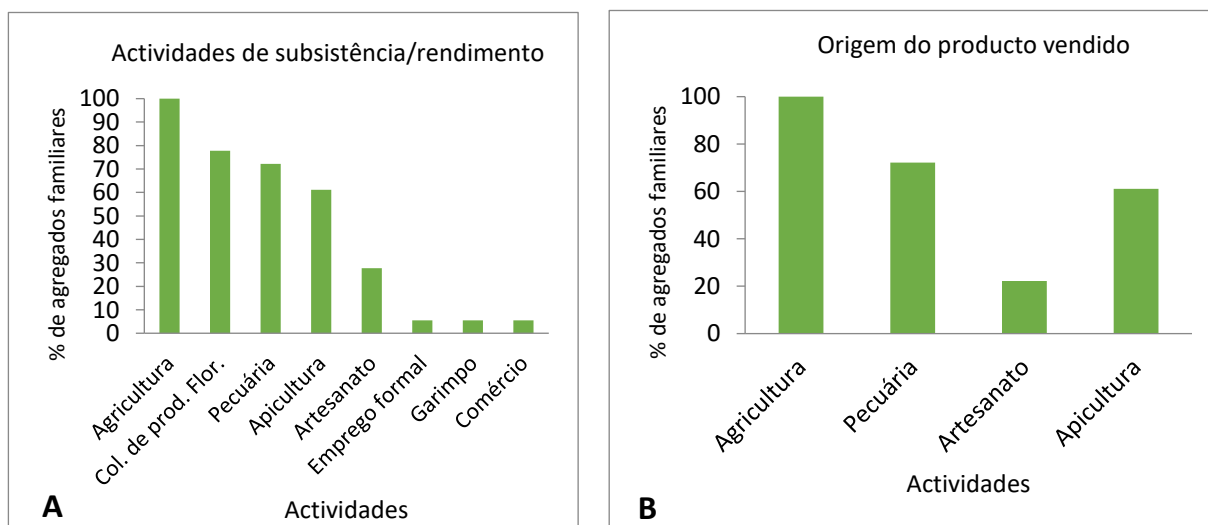 Actividades de subsistência/rendimento
% de agregados familiares
100
90
80
70
60
50
40
30
20
10
0
Agricultura
Col. de prod. Flor.
Pecuária
Apicultura
Artesanato
Emprego formal
Garimpo
Comércio
Actividades
A
Origem do producto vendido
% de agregados familiares
100
80
60
40
20
0
Agricultura
Pecuária
Artesanato
Apicultura
Actividades
B